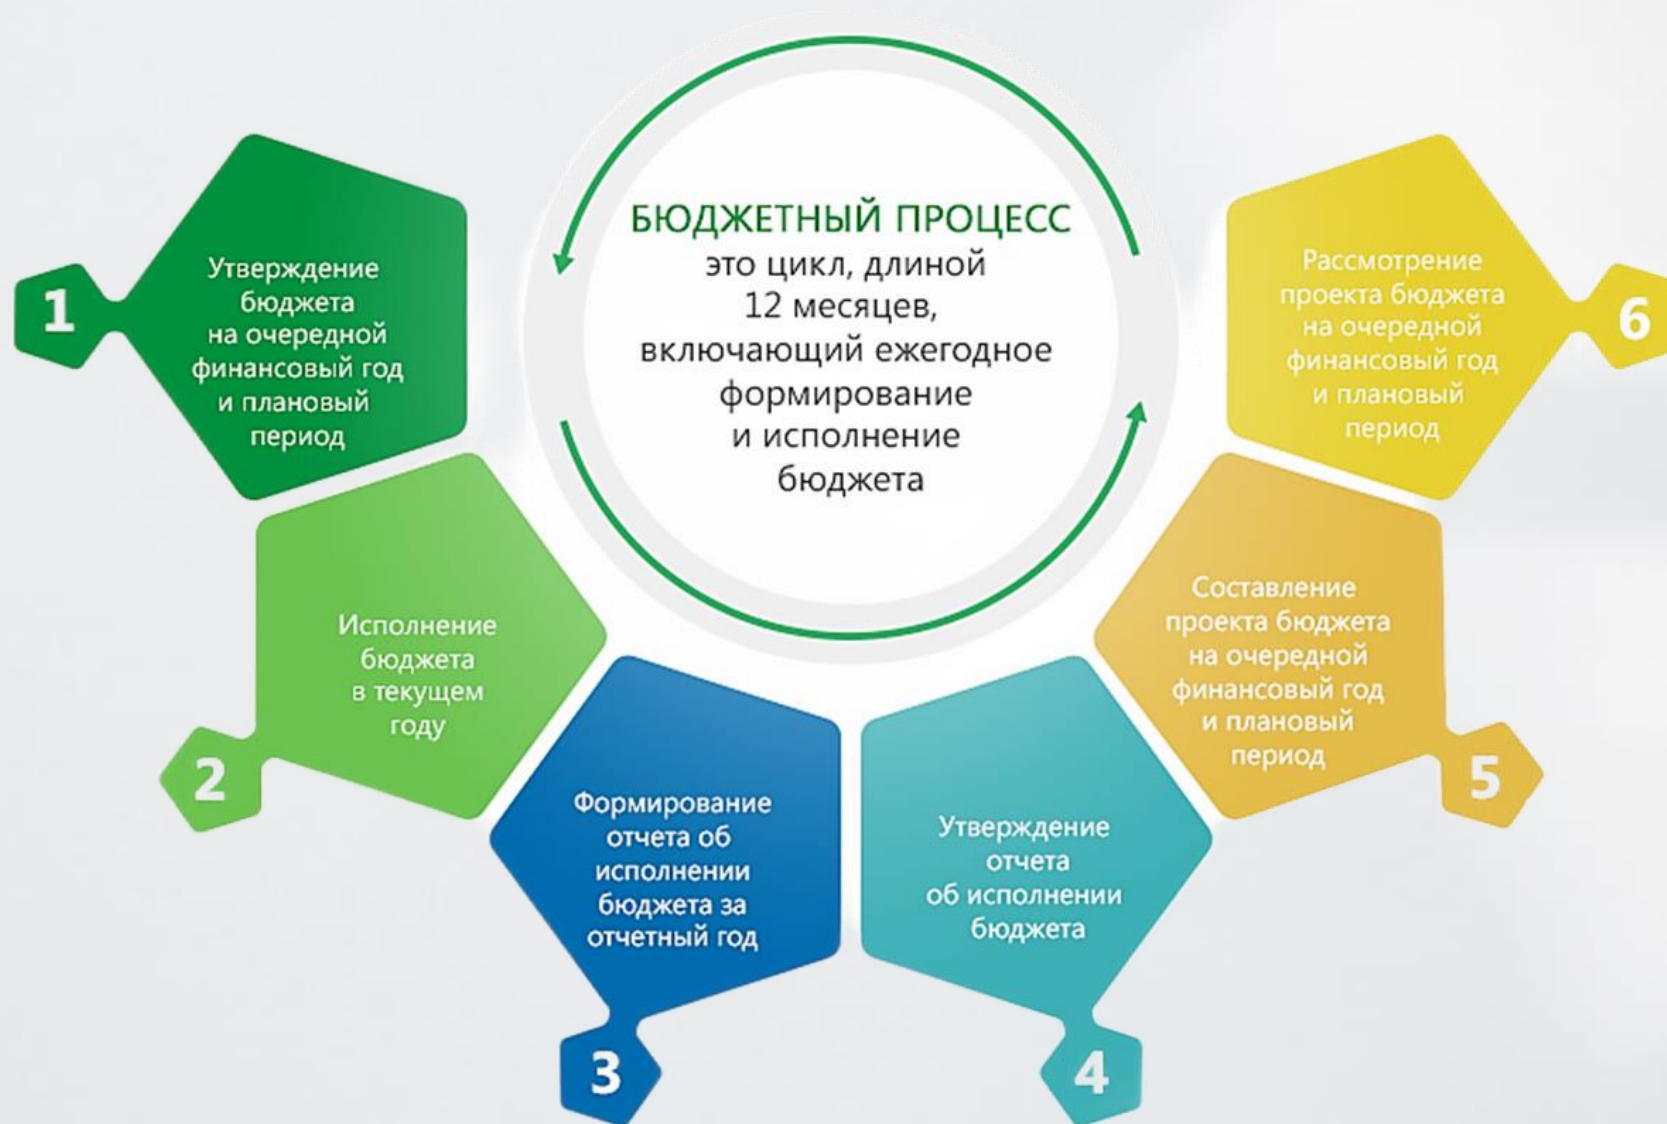 БЮДЖЕТНЫЙ ПРОЦЕСС
это цикл, длиной
12 месяцев,
включающий ежегодное
формирование
и исполнение
бюджета
1
Утверждение
бюджета
на очередной
финансовый год
и плановый
период
2
Исполнение
бюджета
в текущем
году
3
Формирование
отчета об
исполнении
бюджета за
отчетный год
4
Утверждение
отчета
об исполнении
бюджета
5
Составление
проекта бюджета
на очередной
финансовый год
и плановый
период
6
Рассмотрение
проекта бюджета
на очередной
финансовый год
и плановый
период